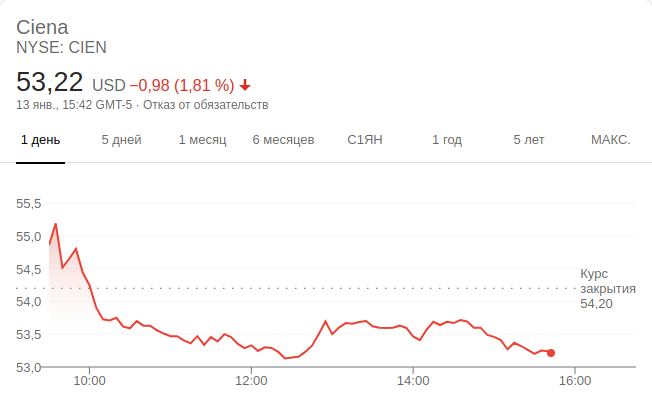 Ciena
NYSE: CIEN
53,22 USD −0,98 (1,81 %)
13 янв., 15:42 GMT-5 · Отказ от обязательств
1 день 5 дней 1 месяц 6 месяцев С1ЯН 1 год 5 лет МАКС.
55,5
55,0
54,5
54,0
53,5
53,0
Курс
закрытия
54,20
10:00 12:00 14:00 16:00